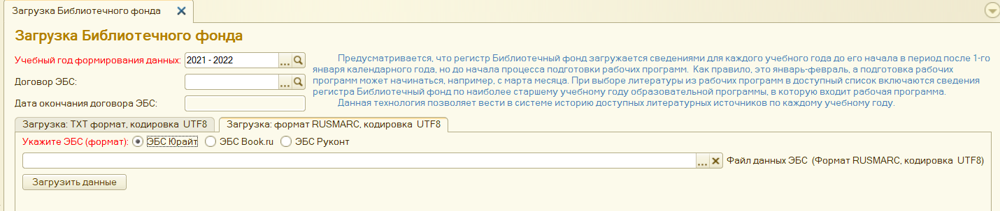 Загрузка Библиотечного фонда
Загрузка Библиотечного фонда
Учебный год формирования данных: 2021 - 2022 ...
Договор ЭБС: ...
Дата окончания договора ЭБС:
Предусматривается, что регистр Библиотечный фонд загружается сведениями для каждого учебного года до его начала в период после 1-го
января календарного года, но до начала процесса подготовки рабочих программ. Как правило, это январь-февраль, а подготовка рабочих
программ может начинаться, например, с марта месяца. При выборе литературы из рабочих программ в доступный список включаются сведения
регистра Библиотечный фонд по наиболее старшему учебному году образовательной программы, в которую входит рабочая программа.
Данная технология позволяет вести в системе историю доступных литературных источников по каждому учебному году.
Загрузка: TXT формат, кодировка UTF8
Загрузка: формат RUSMARC, кодировка UTF8
Укажите ЭБС (формат): ЭБС Юрайт ЭБС Book.ru ЭБС Руконт
... Файл данных ЭБС (Формат RUSMARC, кодировка UTF8)
Загрузить данные